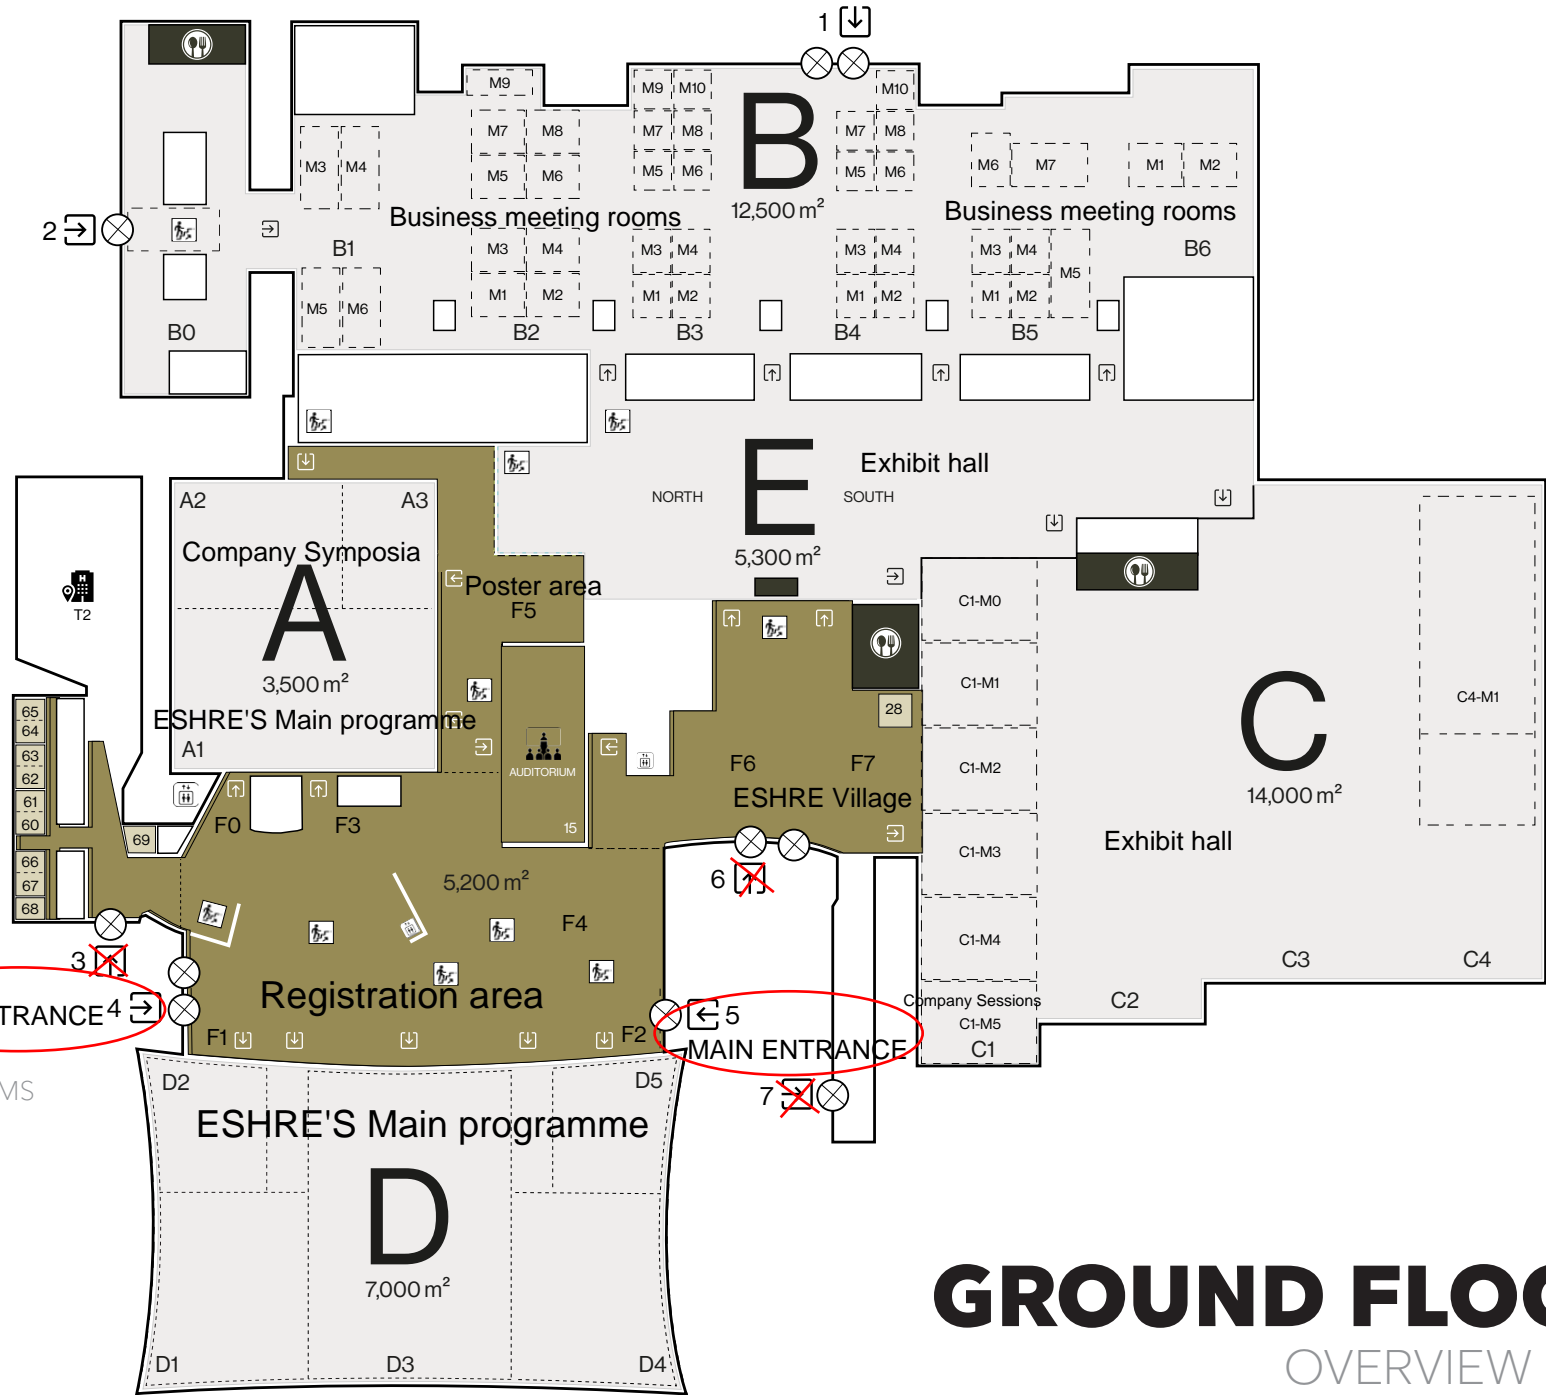 1
M9
M9 M10
M10
M7 M8
M7 M8
M7 M8
B
M3 M4
M5 M6
M5 M6
M5 M6
M6 M7
M1 M2
12,500 m²
Business meeting rooms
Business meeting rooms
2
B1
M3 M4
M3 M4
M3 M4
M3 M4
M5
B6
M5 M6
M1 M2
M1 M2
M1 M2
M1 M2
B0
B2
B3
B4
B5
E
Exhibit hall
NORTH
SOUTH
5,300 m²
A2
A3
Company Symposia
A
3,500 m²
ESHRE'S Main programme
A1
Poster area
F5
H
T2
65
64
63
62
61
60
66
67
68
69
AUDITORIUM
15
28
F6
F7
ESHRE Village
C1-M0
C1-M1
C1-M2
C1-M3
C1-M4
Company Sessions
C1-M5
C1
C
14,000 m²
Exhibit hall
C4-M1
C2
C3
C4
F0
F3
5,200 m²
F4
6
3
TRANCE 4
Registration area
5
MAIN ENTRANCE
F1
F2
7
MS
D2
D5
ESHRE'S Main programme
D
7,000 m²
D1
D3
D4
GROUND FLOO
OVERVIEW